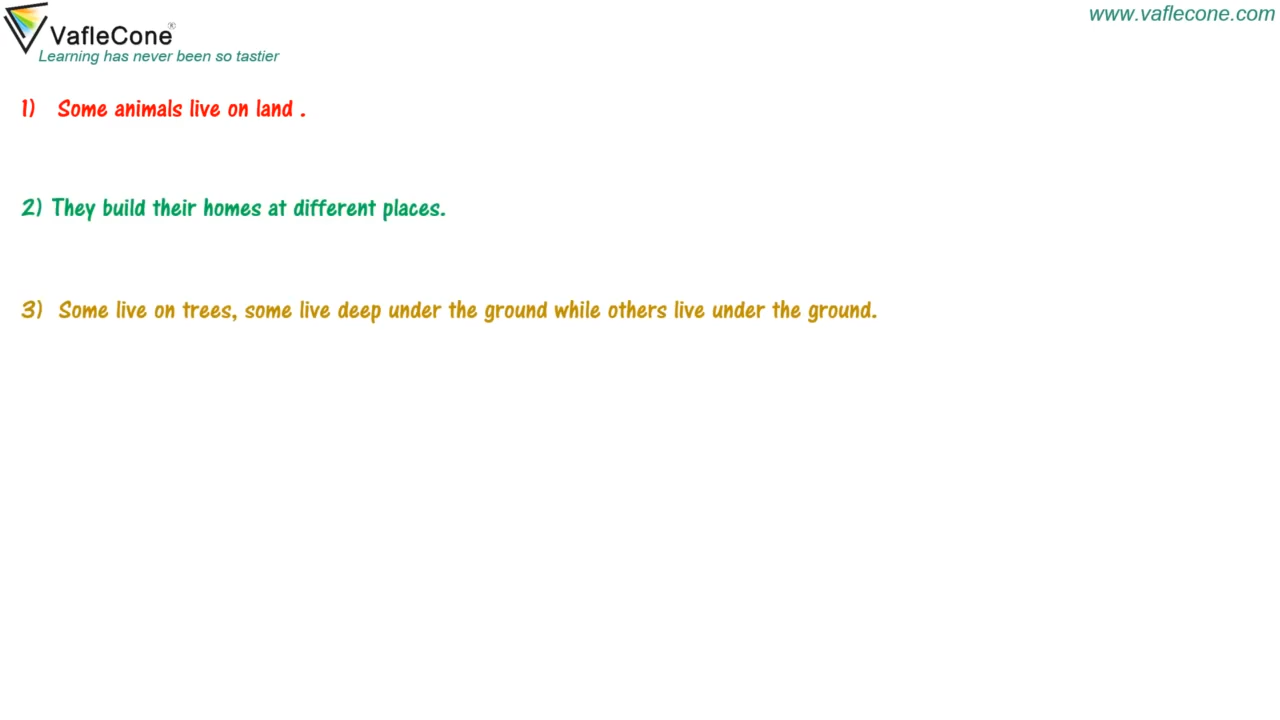 www.vaflecone.com
VafleCone®
Learning has never been so tastier
1) Some animals live on land .
2) They build their homes at different places.
3) Some live on trees, some live deep under the ground while others live under the ground.